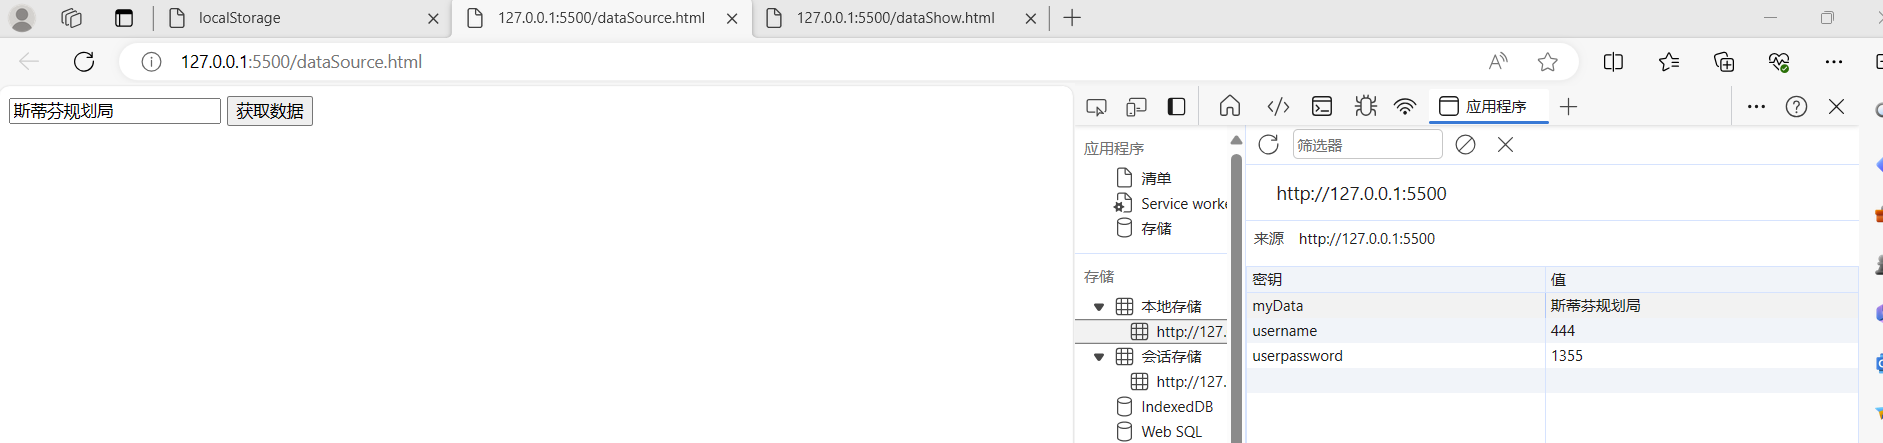 localStorage
127.0.0.1:5500/dataSource.html
127.0.0.1:5500/dataShow.html
127.0.0.1:5500/dataSource.html
斯蒂芬规划局 获取数据
应用程序
应用程序
清单
Service worke
存储
存储
本地存储
http://127.
会话存储
http://127.
IndexedDB
Web SQL
筛选器
http://127.0.0.1:5500
来源 http://127.0.0.1:5500
密钥 值
myData 斯蒂芬规划局
username 444
userpassword 1355